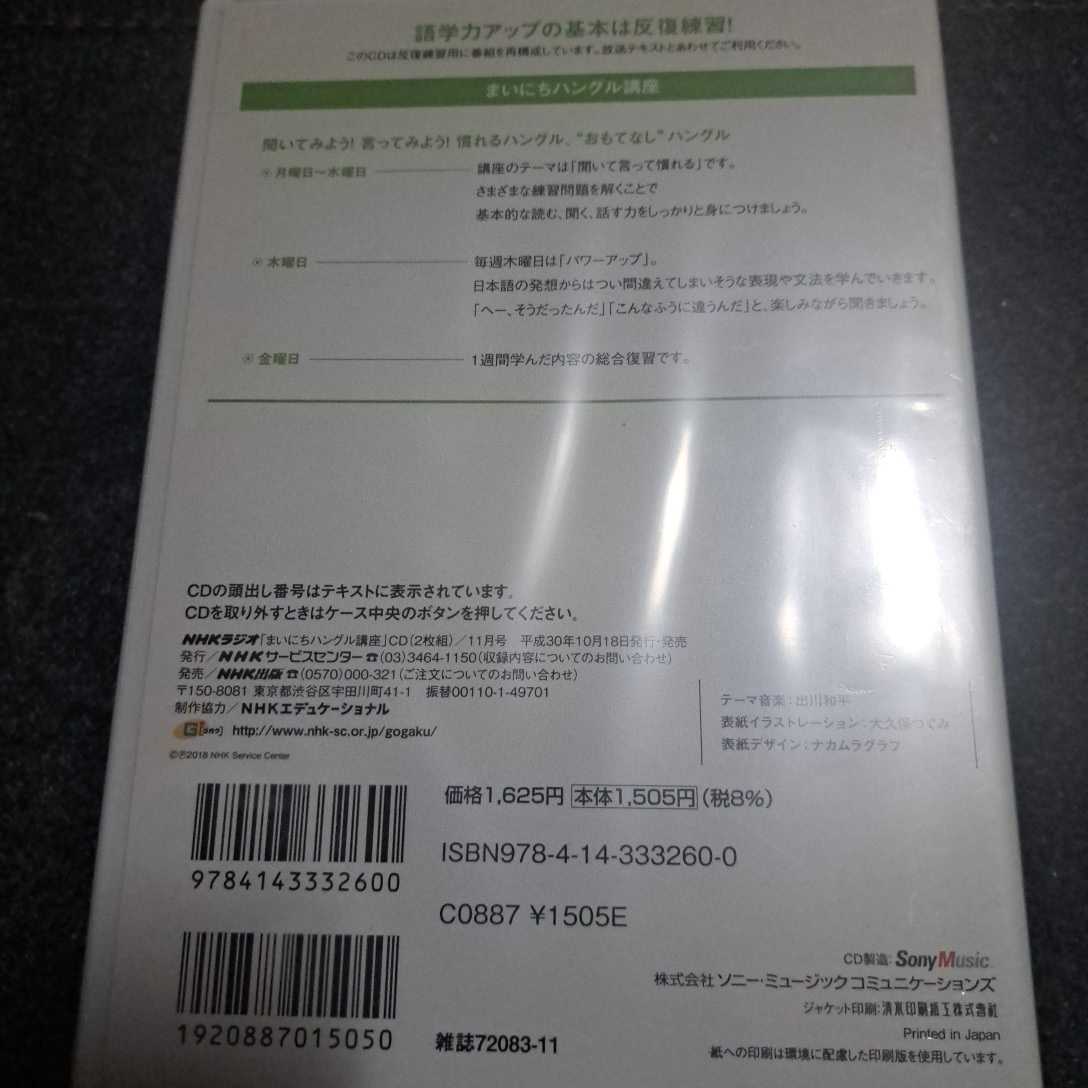 語学力アップの基本は反復練習!
このCDは反復練習用に番組を再構成しています。放送テキストとあわせてご利用ください。
まいにちハングル講座
聞いてみよう! 言ってみよう! 慣れるハングル、“おもてなし”ハングル
月曜日〜水曜日 講座のテーマは「聞いて言って慣れる」です。
さまざまな練習問題を解くことで
基本的な読む、聞く、話す力をしっかりと身につけましょう。
木曜日 毎週木曜日は「パワーアップ」。
日本語の発想からはつい間違えてしまいそうな表現や文法を学んでいきます。
「へー、そうだったんだ」「こんなふうに違うんだ」と、楽しみながら聞きましょう。
金曜日 1週間学んだ内容の総合復習です。
CDの頭出し番号はテキストに表示されています。
CDを取り外すときはケース中央のボタンを押してください。
NHKラジオ「まいにちハングル講座」CD(2枚組)/11月号 平成30年10月18日発行・発売
発行/NHKサービスセンター☎(03)3464-1150(収録内容についてのお問い合わせ)
発売/NHK出版☎(0570)000-321(ご注文についてのお問い合わせ)
〒150-8081 東京都渋谷区宇田川町41-1 振替00110-1-49701
制作協力/NHKエデュケーショナル
http://www.nhk-sc.or.jp/gogaku/
©℗2018 NHK Service Center
テーマ音楽:出川和平
表紙イラストレーション:大久保つぐみ
表紙デザイン:ナカムラグラフ
価格1,625円 本体1,505円(税8%)
9784143332600
ISBN978-4-14-333260-0
C0887 ¥1505E
1920887015050
雑誌72083-11
CD製造:SonyMusic
株式会社 ソニー・ミュージックコミュニケーションズ
ジャケット印刷:清水印刷紙工株式会社
Printed in Japan
紙への印刷は環境に配慮した印刷版を使用しています。